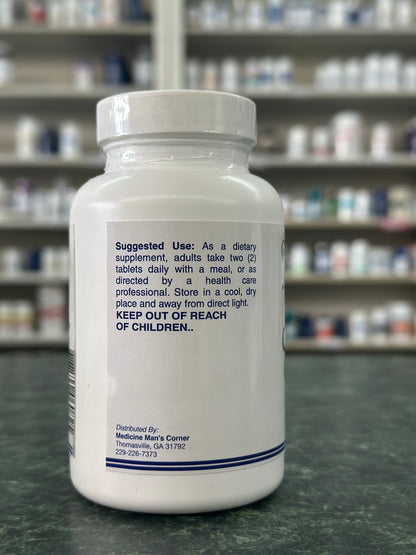 Suggested Use: As a dietary
supplement, adults take two (2)
tablets daily with a meal, or as
directed by a health care
professional. Store in a cool, dry
place and away from direct light.
KEEP OUT OF REACH
OF CHILDREN..
Distributed By:
Medicine Man's Corner
Thomasville, GA 31792
229-226-7373